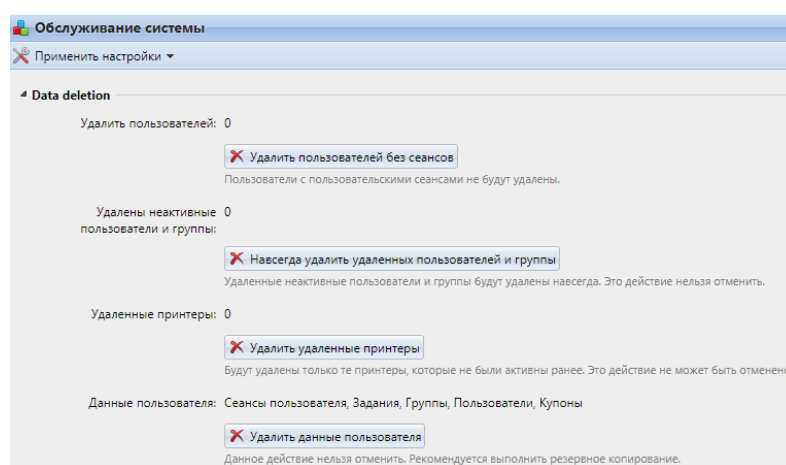 Обслуживание системы
Применить настройки
Data deletion
Удалить пользователей: 0
Удалить пользователей без сеансов
Пользователи с пользовательскими сеансами не будут удалены.
Удалены неактивные 0
пользователи и группы:
Навсегда удалить удаленных пользователей и группы
Удаленные неактивные пользователи и группы будут удалены навсегда. Это действие нельзя отменить.
Удаленные принтеры: 0
Удалить удаленные принтеры
Будут удалены только те принтеры, которые не были активны ранее. Это действие не может быть отменено
Данные пользователя: Сеансы пользователя, Задания, Группы, Пользователи, Купоны
Удалить данные пользователя
Данное действие нельзя отменить. Рекомендуется выполнить резервное копирование.